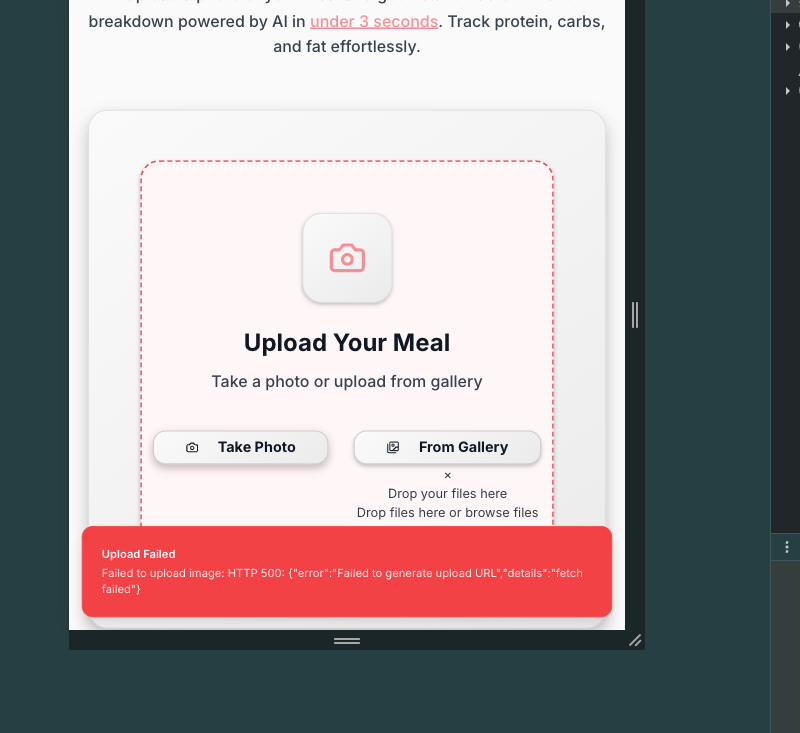 breakdown powered by AI in under 3 seconds. Track protein, carbs,
and fat effortlessly.
Upload Your Meal
Take a photo or upload from gallery
Take Photo
From Gallery
×
Drop your files here
Drop files here or browse files
Upload Failed
Failed to upload image: HTTP 500: {"error":"Failed to generate upload URL","details":"fetch
failed"}